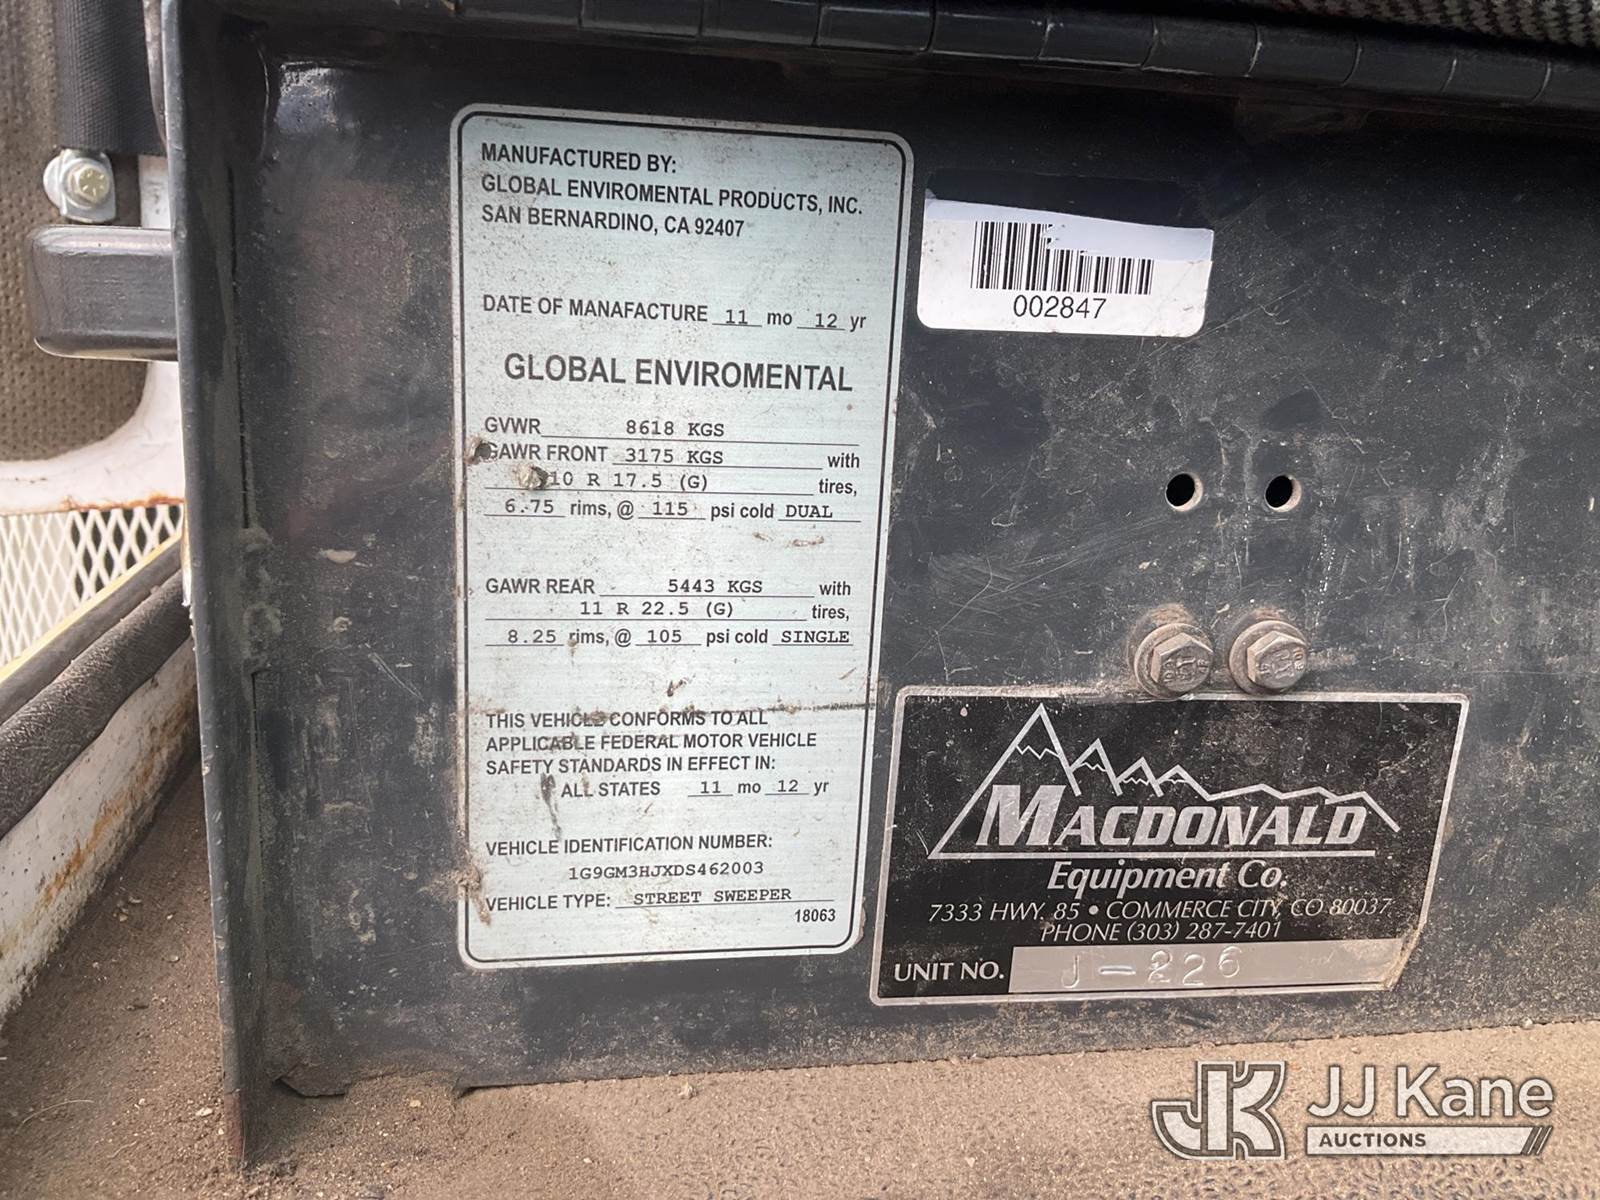 MANUFACTURED BY:
GLOBAL ENVIROMENTAL PRODUCTS, INC.
SAN BERNARDINO, CA 92407
DATE OF MANAFACTURE 11 mo 12 yr
GLOBAL ENVIROMENTAL
GVWR 8618 KGS
GAWR FRONT 3175 KGS with
10 R 17.5 (G) tires,
6.75 rims, @ 115 psi cold DUAL
GAWR REAR 5443 KGS with
11 R 22.5 (G) tires,
8.25 rims, @ 105 psi cold SINGLE
THIS VEHICLE CONFORMS TO ALL
APPLICABLE FEDERAL MOTOR VEHICLE
SAFETY STANDARDS IN EFFECT IN:
ALL STATES 11 mo 12 yr
VEHICLE IDENTIFICATION NUMBER:
1G9GM3HJXDS462003
VEHICLE TYPE: STREET SWEEPER
18063
002847
MACDONALD
Equipment Co.
7333 HWY. 85 • COMMERCE CITY, CO 80037
PHONE (303) 287-7401
UNIT NO. J-226
JK JJ Kane
AUCTIONS